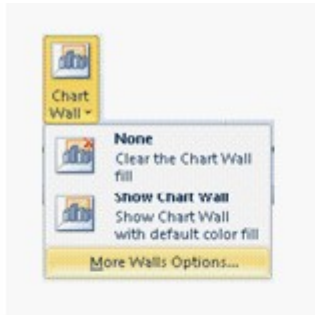 Chart
Wall
None
Clear the Chart Wall
fill
Show Chart Wall
Show Chart Wall
with default color fill
More Walls Options...